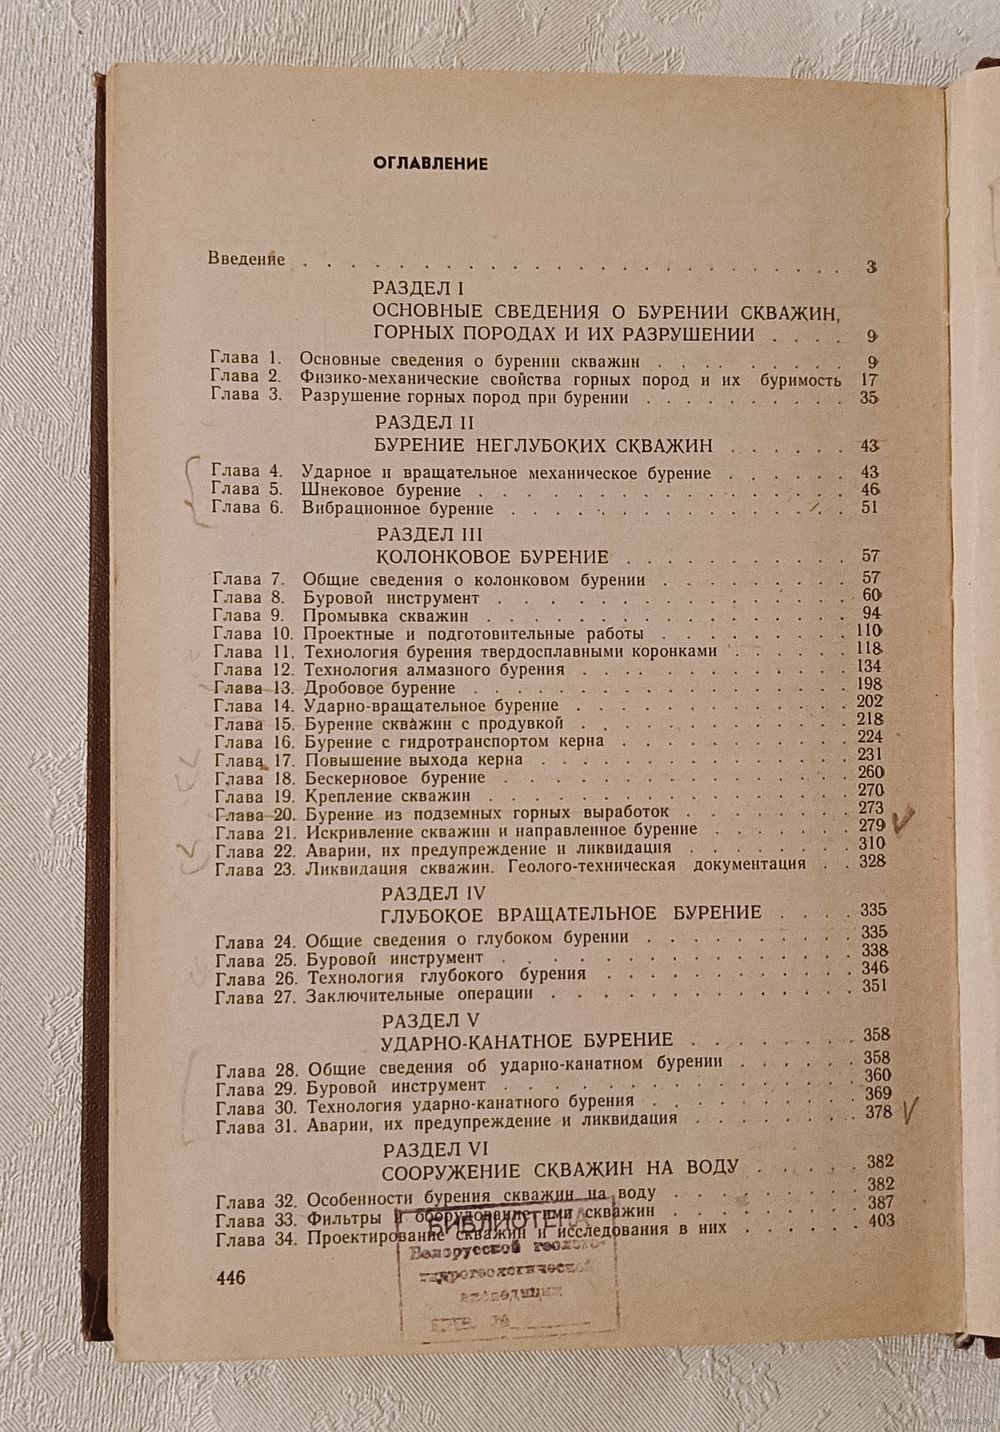 ОГЛАВЛЕНИЕ
Введение . . . . . . . . . . . . . . . . . . . . . . 3
РАЗДЕЛ I
ОСНОВНЫЕ СВЕДЕНИЯ О БУРЕНИИ СКВАЖИН,
ГОРНЫХ ПОРОДАХ И ИХ РАЗРУШЕНИИ . . . . 9
Глава 1. Основные сведения о бурении скважин . . . . . . . . . 9
Глава 2. Физико-механические свойства горных пород и их буримость 17
Глава 3. Разрушение горных пород при бурении . . . . . . . . . . 35
РАЗДЕЛ II
БУРЕНИЕ НЕГЛУБОКИХ СКВАЖИН . . . . . . 43
Глава 4. Ударное и вращательное механическое бурение . . . . . . 43
Глава 5. Шнековое бурение . . . . . . . . . . . . . . . . 46
Глава 6. Вибрационное бурение . . . . . . . . . . . . . . . 51
РАЗДЕЛ III
КОЛОНКОВОЕ БУРЕНИЕ . . . . . . . . . . 57
Глава 7. Общие сведения о колонковом бурении . . . . . . . . . 57
Глава 8. Буровой инструмент . . . . . . . . . . . . . . . 60
Глава 9. Промывка скважин . . . . . . . . . . . . . . . . 94
Глава 10. Проектные и подготовительные работы . . . . . . . . . 110
Глава 11. Технология бурения твердосплавными коронками . . . . . . 118
Глава 12. Технология алмазного бурения . . . . . . . . . . . . 134
Глава 13. Дробовое бурение . . . . . . . . . . . . . . . . 198
Глава 14. Ударно-вращательное бурение . . . . . . . . . . . . 202
Глава 15. Бурение скважин с продувкой . . . . . . . . . . . . 218
Глава 16. Бурение с гидротранспортом керна . . . . . . . . . . 224
Глава 17. Повышение выхода керна . . . . . . . . . . . . . . 231
Глава 18. Бескерновое бурение . . . . . . . . . . . . . . . 260
Глава 19. Крепление скважин . . . . . . . . . . . . . . . . 270
Глава 20. Бурение из подземных горных выработок . . . . . . . . 273
Глава 21. Искривление скважин и направленное бурение . . . . . . . 279
Глава 22. Аварии, их предупреждение и ликвидация . . . . . . . . 310
Глава 23. Ликвидация скважин. Геолого-техническая документация . . 328
РАЗДЕЛ IV
ГЛУБОКОЕ ВРАЩАТЕЛЬНОЕ БУРЕНИЕ . . . . 335
Глава 24. Общие сведения о глубоком бурении . . . . . . . . . . 335
Глава 25. Буровой инструмент . . . . . . . . . . . . . . . 338
Глава 26. Технология глубокого бурения . . . . . . . . . . . . 346
Глава 27. Заключительные операции . . . . . . . . . . . . . 351
РАЗДЕЛ V
УДАРНО-КАНАТНОЕ БУРЕНИЕ . . . . . . . 358
Глава 28. Общие сведения об ударно-канатном бурении . . . . . . 358
Глава 29. Буровой инструмент . . . . . . . . . . . . . . . 360
Глава 30. Технология ударно-канатного бурения . . . . . . . . . 369
Глава 31. Аварии, их предупреждение и ликвидация . . . . . . . . 378
РАЗДЕЛ VI
СООРУЖЕНИЕ СКВАЖИН НА ВОДУ . . . . . 382
Глава 32. Особенности бурения скважин на воду . . . . . . . . . 382
Глава 33. Фильтры и оборудование ими скважин . . . . . . . . . 387
Глава 34. Проектирование скважин и исследования в них . . . . . . 403
446
БИБЛИОТЕКА
Белорусской геолого-
гидрогеологической
экспедиции